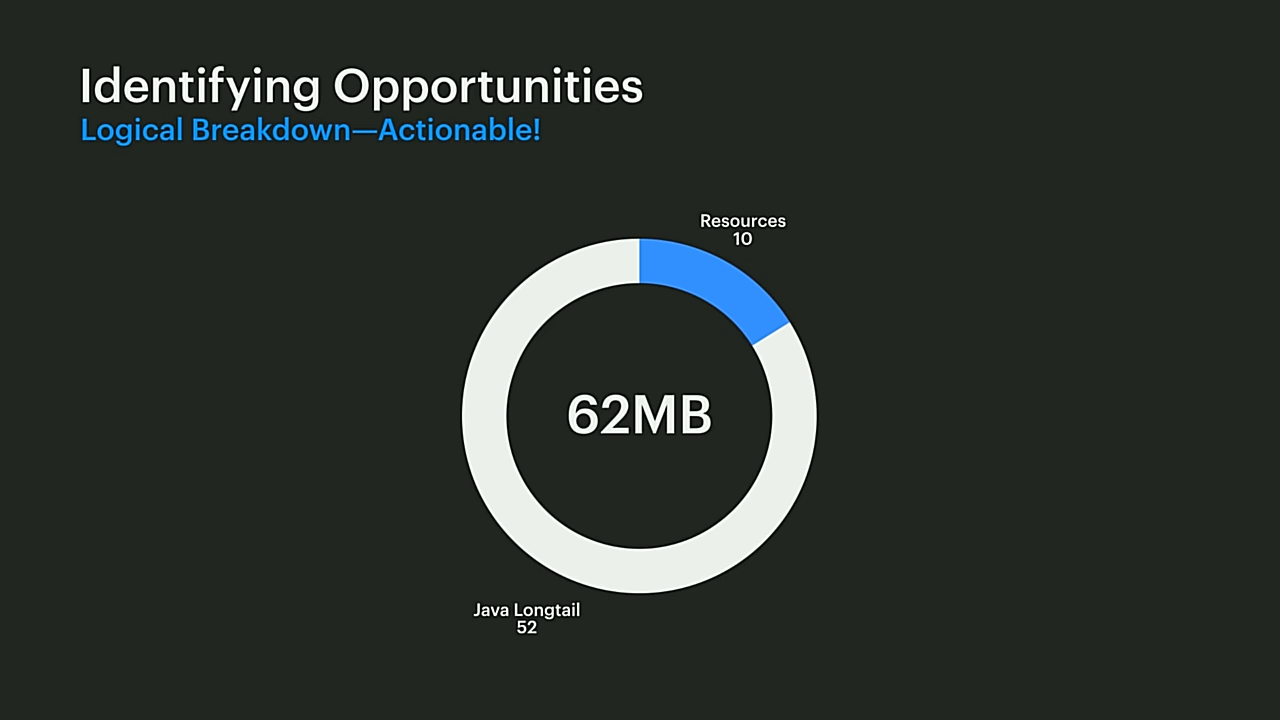 Identifying Opportunities
Logical Breakdown—Actionable!
Resources
10
62MB
Java Longtail
52